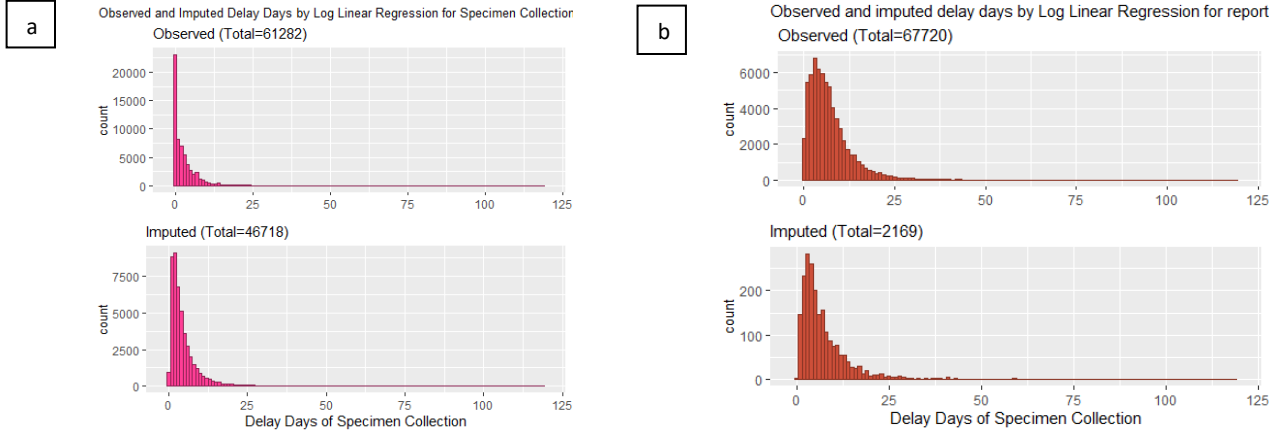 a
Observed and Imputed Delay Days by Log Linear Regression for Specimen Collection
Observed (Total=61282)
count
20000
15000
10000
5000
0
0 25 50 75 100 125
Imputed (Total=46718)
count
7500
5000
2500
0
0 25 50 75 100 125
Delay Days of Specimen Collection
b
Observed and imputed delay days by Log Linear Regression for report
Observed (Total=67720)
count
6000
4000
2000
0
0 25 50 75 100 125
Imputed (Total=2169)
count
200
100
0
0 25 50 75 100 125
Delay Days of Specimen Collection